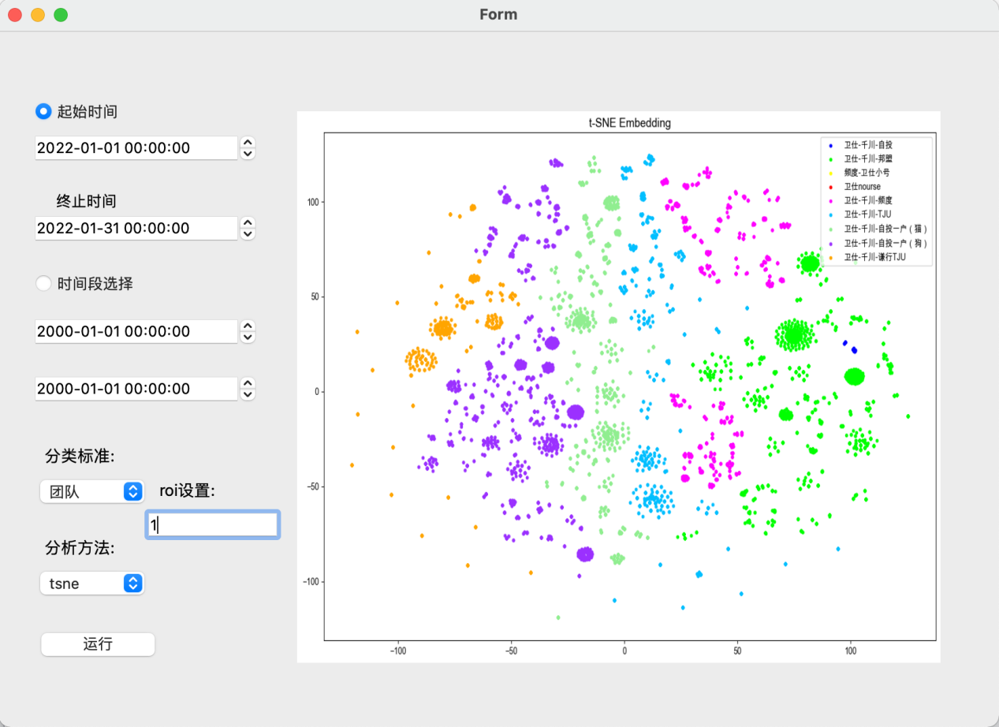 Form
起始时间
2022-01-01 00:00:00
终止时间
2022-01-31 00:00:00
时间段选择
2000-01-01 00:00:00
2000-01-01 00:00:00
分类标准:
团队
roi设置:
1
分析方法:
tsne
运行
t-SNE Embedding
卫仕-千川-自投
卫仕-千川-邦盟
频度-卫仕小号
卫仕nourse
卫仕-千川-频度
卫仕-千川-TJU
卫仕-千川-自投一户（猫）
卫仕-千川-自投一户（狗）
卫仕-千川-谦行TJU
100
50
0
−50
−100
−100
−50
0
50
100